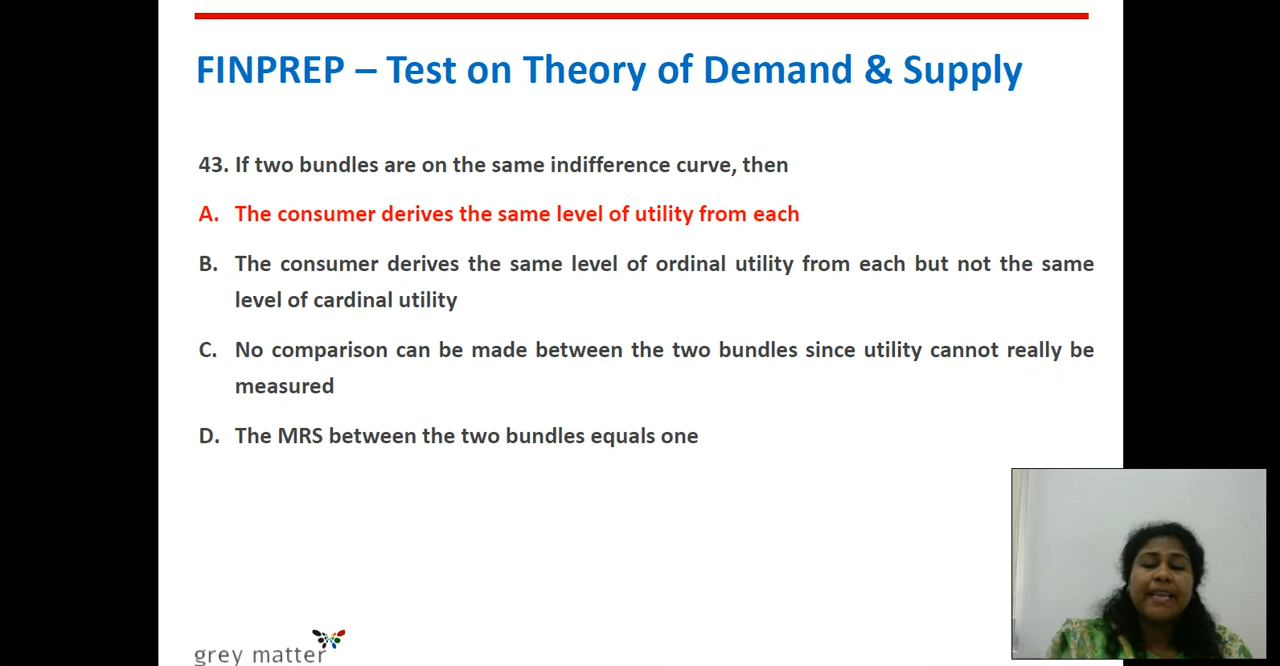 FINPREP – Test on Theory of Demand & Supply
43. If two bundles are on the same indifference curve, then
A. The consumer derives the same level of utility from each
B. The consumer derives the same level of ordinal utility from each but not the same
level of cardinal utility
C. No comparison can be made between the two bundles since utility cannot really be
measured
D. The MRS between the two bundles equals one
grey matter